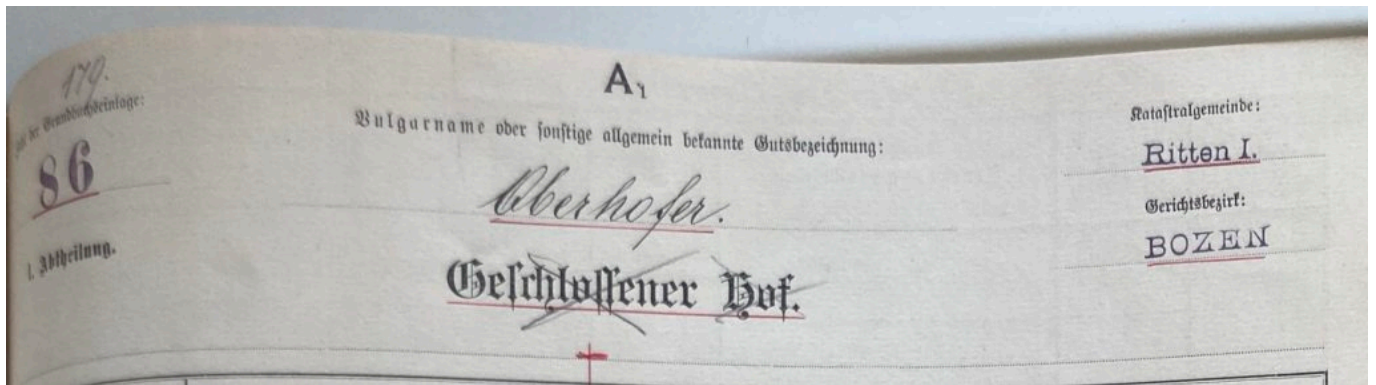 179.
Zahl der Grundbuchseinlage:
86
I. Abtheilung.
A₁
Vulgarname oder sonstige allgemein bekannte Gutsbezeichnung:
Oberhofer.
Geschlossener Hof.
Katastralgemeinde:
Ritten I.
Gerichtsbezirk:
BOZEN